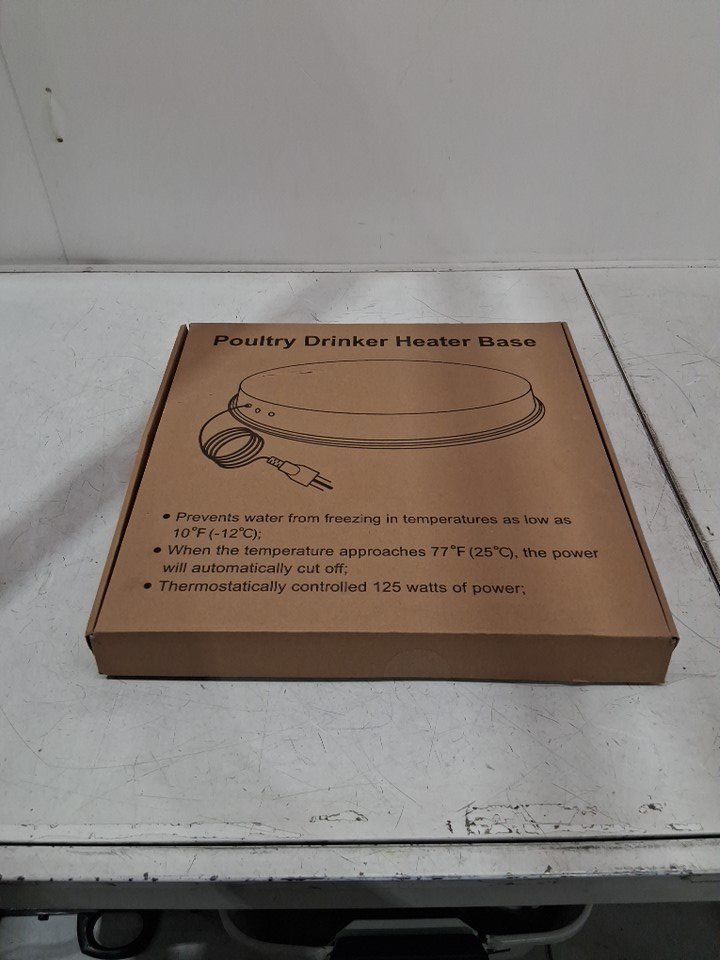 Poultry Drinker Heater Base
● Prevents water from freezing in temperatures as low as
10°F (-12℃);
● When the temperature approaches 77°F (25℃), the power
will automatically cut off;
● Thermostatically controlled 125 watts of power;